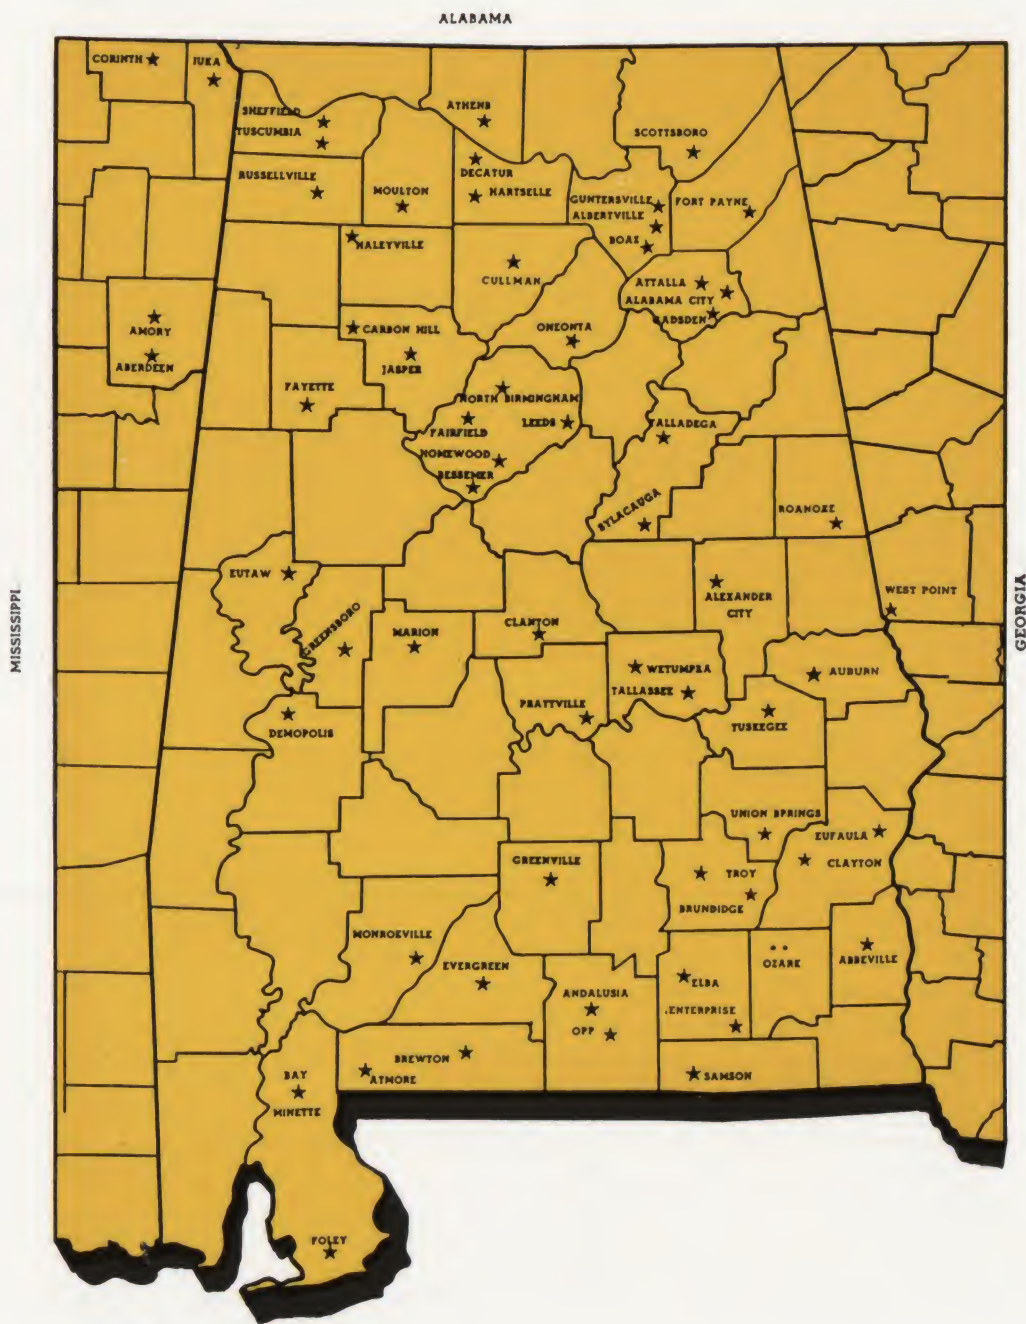 ALABAMA
CORINTH
IUKA
SHEFFIELD
TUSCUMBIA
ATHENS
SCOTTSBORO
DECATUR
RUSSELLVILLE
MOULTON
HARTSELLE
GUNTERSVILLE
FORT PAYNE
ALBERTVILLE
BOAZ
HALEYVILLE
CULLMAN
ATTALLA
ALABAMA CITY
GADSDEN
AMORY
CARBON HILL
ONEONTA
ABERDEEN
JASPER
FAYETTE
NORTH BIRMINGHAM
FAIRFIELD
LEEDS
TALLADEGA
HOMEWOOD
BESSEMER
SYLACAUGA
ROANOKE
EUTAW
MISSISSIPPI
GREENSBORO
MARION
CLANTON
ALEXANDER
CITY
WEST POINT
GEORGIA
WETUMPRA
AUBURN
TALLASSEE
PRATTVILLE
DEMOPOLIS
TUSKEGEE
UNION SPRINGS
EUFAULA
GREENVILLE
CLAYTON
TROY
BRUNDIDGE
MONROEVILLE
EVERGREEN
OZARE
ABBEVILLE
ELBA
ANDALUSIA
ENTERPRISE
OPP
BREWTON
ATMORE
SAMSON
BAY
MINETTE
FOLEY